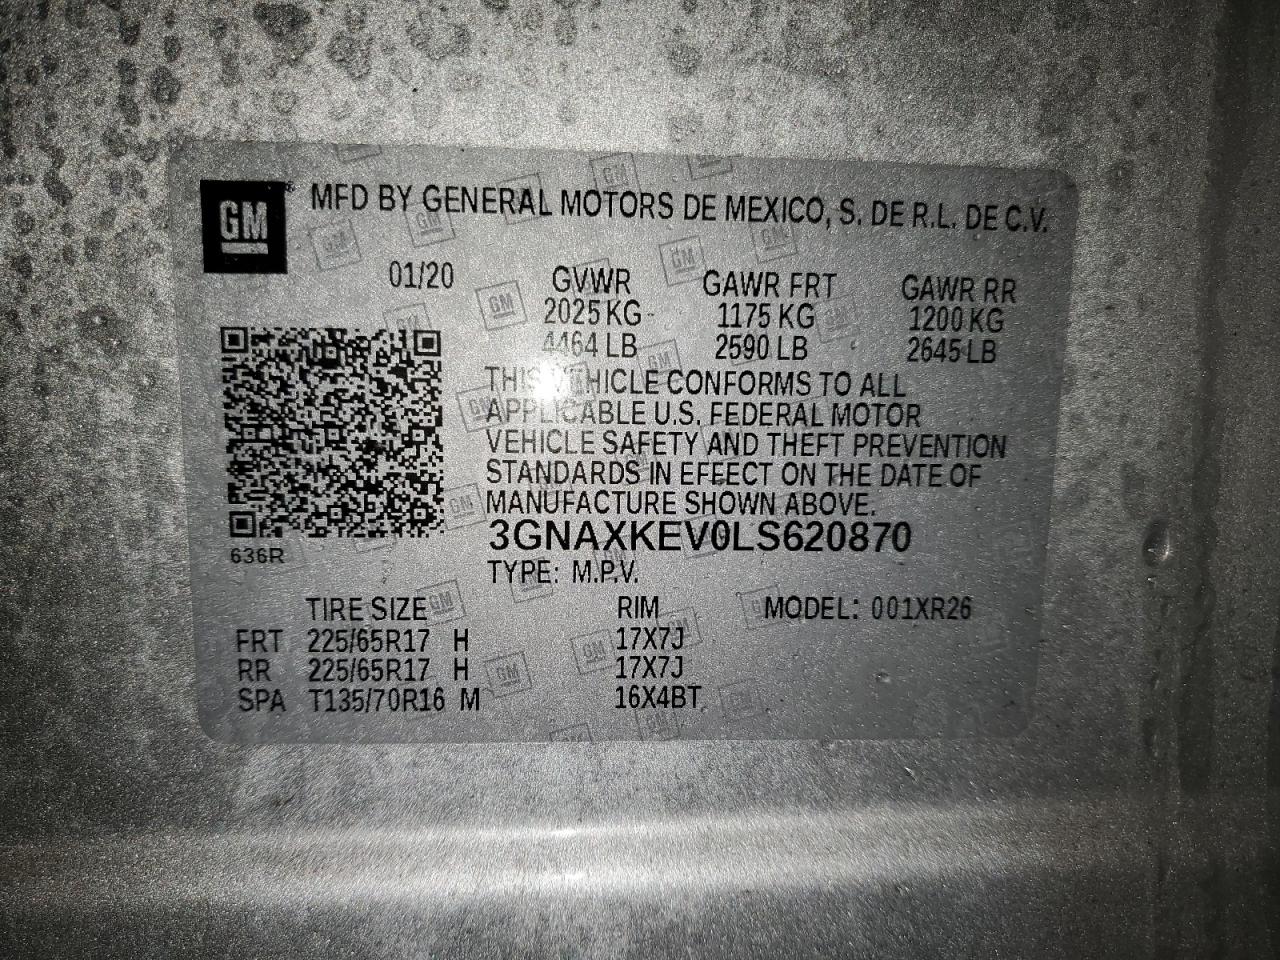 GM MFD BY GENERAL MOTORS DE MEXICO, S. DE R.L. DE C.V.
01/20 GVWR GAWR FRT GAWR RR
2025 KG 1175 KG 1200 KG
4464 LB 2590 LB 2645 LB
THIS VEHICLE CONFORMS TO ALL
APPLICABLE U.S. FEDERAL MOTOR
VEHICLE SAFETY AND THEFT PREVENTION
STANDARDS IN EFFECT ON THE DATE OF
MANUFACTURE SHOWN ABOVE.
3GNAXKEV0LS620870
636R
TYPE: M.P.V.
TIRE SIZE RIM MODEL: 001XR26
FRT 225/65R17 H 17X7J
RR 225/65R17 H 17X7J
SPA T135/70R16 M 16X4BT